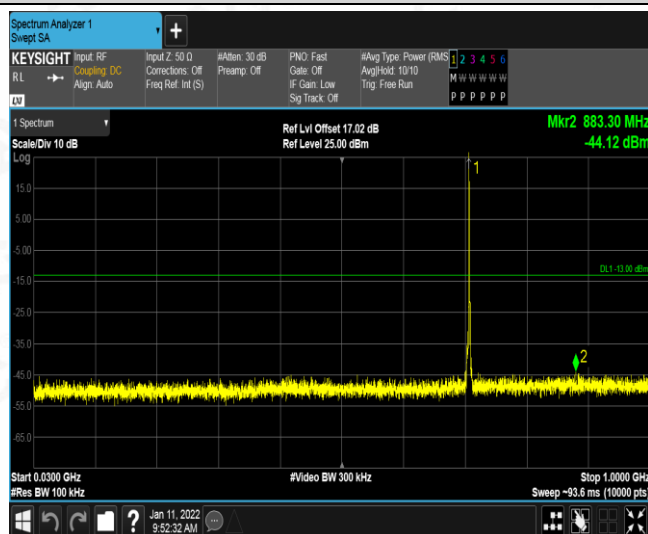 Spectrum Analyzer 1
Swept SA
+
KEYSIGHT
RL
LXI
Input: RF
Coupling: DC
Align: Auto
Input Z: 50 Ω
Corrections: Off
Freq Ref: Int (S)
#Atten: 30 dB
Preamp: Off
PNO: Fast
Gate: Off
IF Gain: Low
Sig Track: Off
#Avg Type: Power (RMS
Avg|Hold: 10/10
Trig: Free Run
1 2 3 4 5 6
M W W W W W
P P P P P P
1 Spectrum
Scale/Div 10 dB
Log
Ref Lvl Offset 17.02 dB
Ref Level 25.00 dBm
Mkr2 883.30 MHz
-44.12 dBm
1
15.0
5.00
-5.00
DL1 -13.00 dBm
-15.0
-25.0
-35.0
2
-45.0
-55.0
-65.0
Start 0.0300 GHz
#Res BW 100 kHz
#Video BW 300 kHz
Stop 1.0000 GHz
Sweep ~93.6 ms (10000 pts)
?
Jan 11, 2022
9:52:32 AM